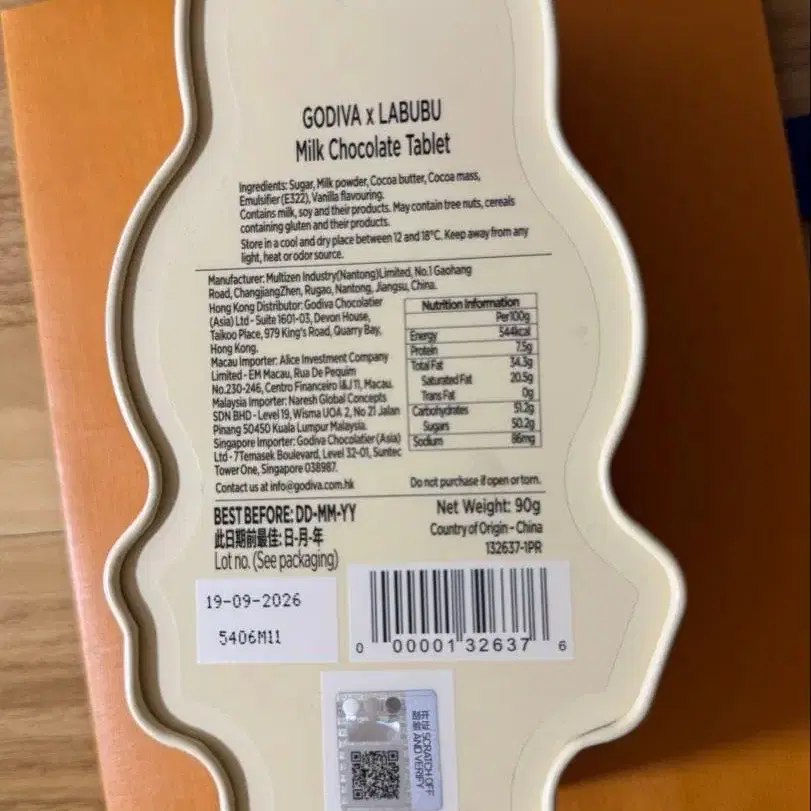 GODIVA x LABUBU
Milk Chocolate Tablet
Ingredients: Sugar, Milk powder, Cocoa butter, Cocoa mass,
Emulsifier (E322), Vanilla flavouring.
Contains milk, soy and their products. May contain tree nuts, cereals
containing gluten and their products.
Store in a cool and dry place between 12 and 18°C. Keep away from any
light, heat or odor source.
Manufacturer: Multizen Industry(Nantong)Limited, No.1 Gaohang
Road, ChangjiangZhen, Rugao, Nantong, Jiangsu, China.
Hong Kong Distributor: Godiva Chocolatier
(Asia) Ltd - Suite 1601-03, Devon House,
Taikoo Place, 979 King's Road, Quarry Bay,
Hong Kong.
Macau Importer: Alice Investment Company
Limited - EM Macau, Rua De Pequim
No.230-246, Centro Financeiro I&J 11, Macau.
Malaysia Importer: Naresh Global Concepts
SDN BHD - Level 19, Wisma UOA 2, No 21 Jalan
Pinang 50450 Kuala Lumpur Malaysia.
Singapore Importer: Godiva Chocolatier (Asia)
Ltd - 7 Temasek Boulevard, Level 32-01, Suntec
Tower One, Singapore 038987.
Contact us at info@godiva.com.hk
Nutrition Information
Per 100g
Energy 544kcal
Protein 7.5g
Total Fat 34.3g
Saturated Fat 20.5g
Trans Fat 0g
Carbohydrates 51.2g
Sugars 50.2g
Sodium 86mg
Do not purchase if open or torn.
BEST BEFORE: DD-MM-YY
此日期前最佳: 日-月-年
Lot no. (See packaging)
Net Weight: 90g
Country of Origin - China
132637-1PR
19-09-2026
5406M11
0 00001 32637 6
SCRATCH OFF
AND VERIFY